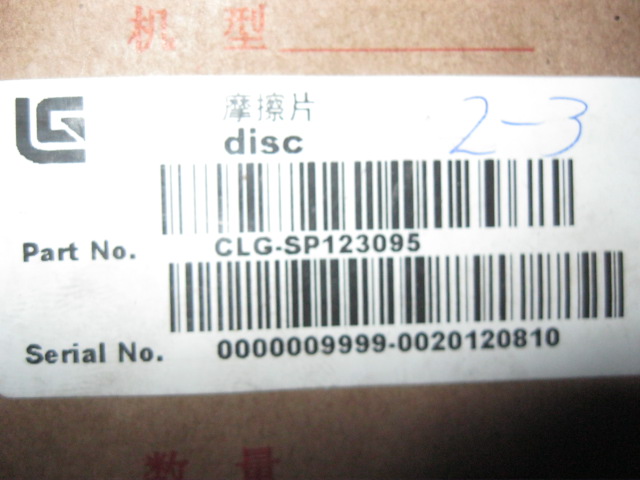 机 型
摩擦片
disc
2-3
Part No. CLG-SP123095
Serial No. 0000009999-0020120810
数 量